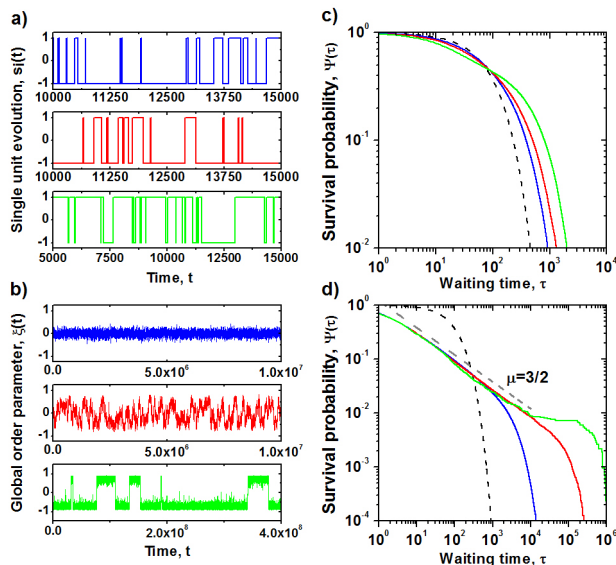 a)
Single unit evolution, si(t)
1
0
-1
10000 11250 12500 13750 15000
1
0
-1
10000 11250 12500 13750 15000
1
0
-1
5000 7500 10000 12500 15000
Time, t
b)
Global order parameter, ξ(t)
1
0
-1
0.0 5.0x10⁶ 1.0x10⁷
1
0
-1
0.0 5.0x10⁶ 1.0x10⁷
1
0
-1
0.0 2.0x10⁸ 4.0x10⁸
Time, t
c)
Survival probability, Ψ(τ)
10⁰
10⁻¹
10⁻²
10⁰ 10¹ 10² 10³ 10⁴
Waiting time, τ
d)
Survival probability, Ψ(τ)
10⁰
10⁻¹
10⁻²
10⁻³
10⁻⁴
μ=3/2
10⁰ 10¹ 10² 10³ 10⁴ 10⁵ 10⁶
Waiting time, τ